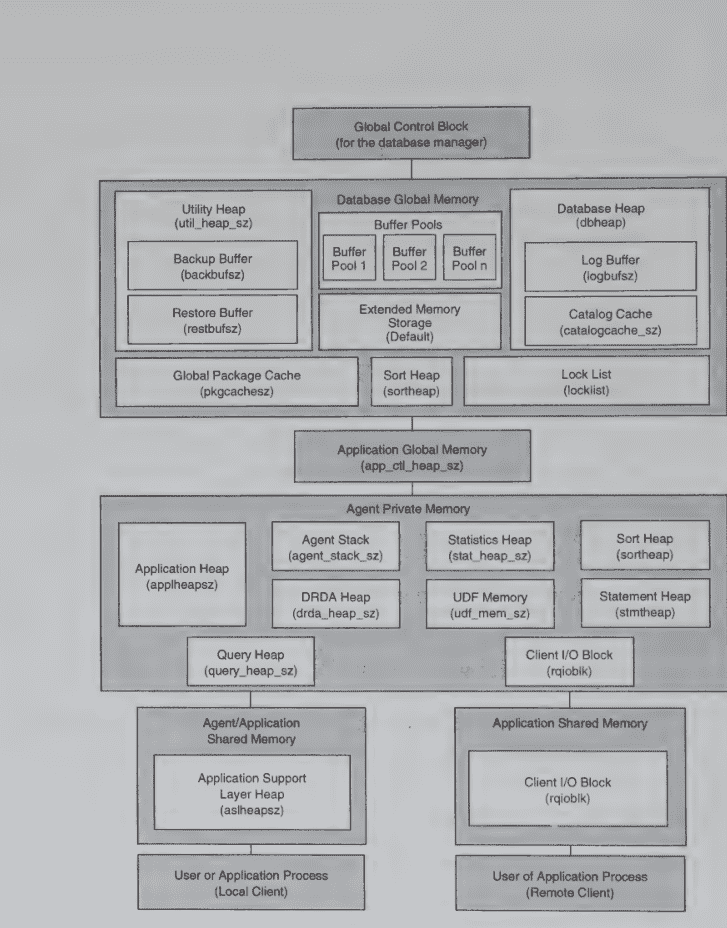 Global Control Block
(for the database manager)
Database Global Memory
Utility Heap
(util_heap_sz)
Backup Buffer
(backbufsz)
Restore Buffer
(restbufsz)
Buffer Pools
Buffer
Pool 1
Buffer
Pool 2
Buffer
Pool n
Extended Memory
Storage
(Default)
Database Heap
(dbheap)
Log Buffer
(logbufsz)
Catalog Cache
(catalogcache_sz)
Global Package Cache
(pkgcachesz)
Sort Heap
(sortheap)
Lock List
(locklist)
Application Global Memory
(app_ctl_heap_sz)
Agent Private Memory
Application Heap
(applheapsz)
Agent Stack
(agent_stack_sz)
Statistics Heap
(stat_heap_sz)
Sort Heap
(sortheap)
DRDA Heap
(drda_heap_sz)
UDF Memory
(udf_mem_sz)
Statement Heap
(stmtheap)
Query Heap
(query_heap_sz)
Client I/O Block
(rqioblk)
Agent/Application
Shared Memory
Application Support
Layer Heap
(aslheapsz)
Application Shared Memory
Client I/O Block
(rqioblk)
User or Application Process
(Local Client)
User of Application Process
(Remote Client)